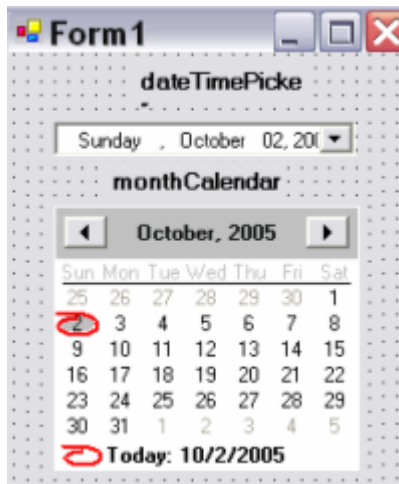 Form1
dateTimePicke
Sunday , October 02, 20
monthCalendar
October, 2005
Sun Mon Tue Wed Thu Fri Sat
25 26 27 28 29 30 1
2 3 4 5 6 7 8
9 10 11 12 13 14 15
16 17 18 19 20 21 22
23 24 25 26 27 28 29
30 31 1 2 3 4 5
Today: 10/2/2005